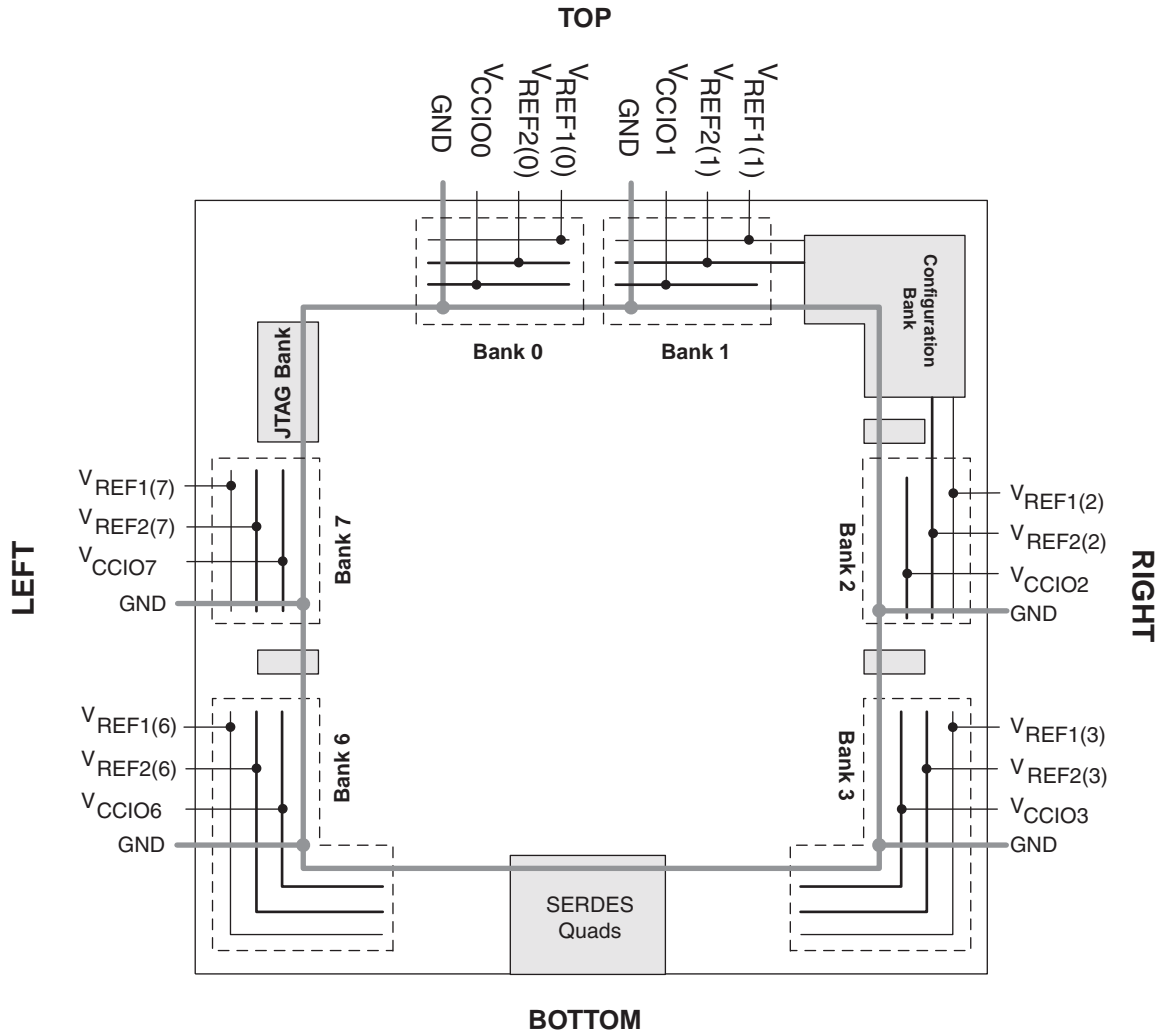 TOP
GND
VCCIO0
VREF2(0)
VREF1(0)
GND
VCCIO1
VREF2(1)
VREF1(1)
Configuration
Bank
Bank 0
Bank 1
JTAG Bank
LEFT
VREF1(7)
VREF2(7)
VCCIO7
GND
Bank 7
Bank 2
VREF1(2)
VREF2(2)
VCCIO2
GND
RIGHT
VREF1(6)
VREF2(6)
VCCIO6
GND
Bank 6
Bank 3
VREF1(3)
VREF2(3)
VCCIO3
GND
SERDES
Quads
BOTTOM